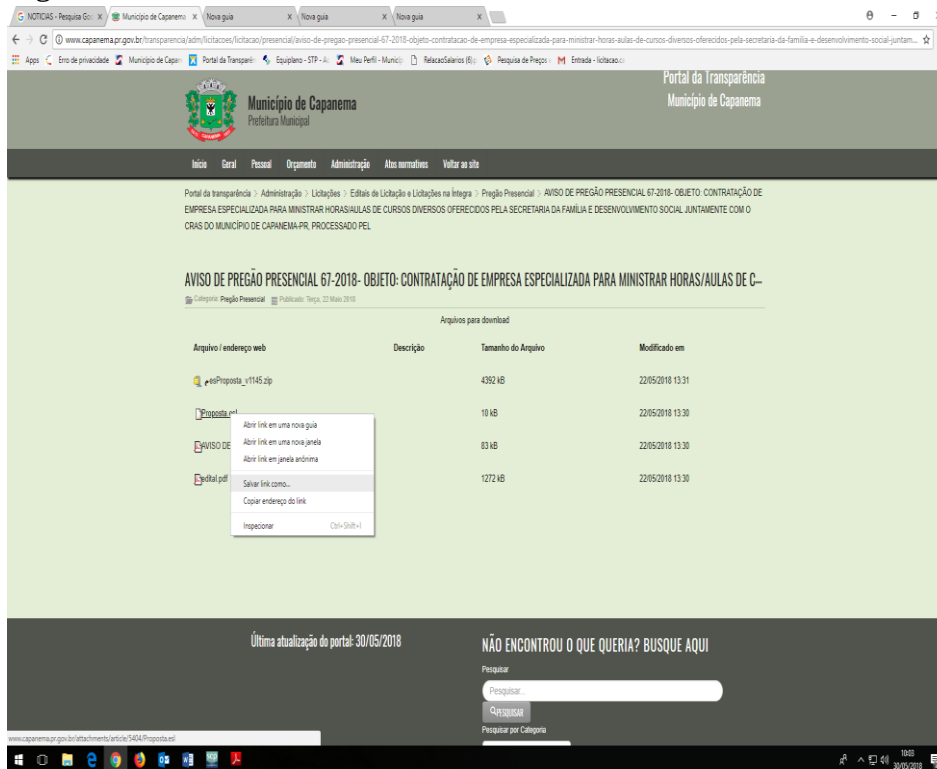 NOTICIAS - Pesquisa Go
Município de Capanema
Nova guia
Nova guia
Nova guia
www.capanema.pr.gov.br/transparencia/adm/licitacoes/licitacao/presencial/aviso-de-pregao-presencial-67-2018-objeto-contratacao-de-empresa-especializada-para-ministrar-horas-aulas-de-cursos-diversos-oferecidos-pela-secretaria-da-familia-e-desenvolvimento-social-juntam...
Apps
Erro de privacidade
Município de Capan
Portal da Transparên
Equiplano - STP - Ac
Meu Perfil - Municíp
RelacaoSalarios (6).p
Pesquisa de Preços
Entrada - licitacao.c
Portal da Transparência
Município de Capanema
Município de Capanema
Prefeitura Municipal
Início Geral Pessoal Orçamento Administração Atos normativos Voltar ao site
Portal da transparência > Administração > Licitações > Editais de Licitação e Licitações na Íntegra > Pregão Presencial > AVISO DE PREGÃO PRESENCIAL 67-2018- OBJETO: CONTRATAÇÃO DE
EMPRESA ESPECIALIZADA PARA MINISTRAR HORAS/AULAS DE CURSOS DIVERSOS OFERECIDOS PELA SECRETARIA DA FAMÍLIA E DESENVOLVIMENTO SOCIAL JUNTAMENTE COM O
CRAS DO MUNICÍPIO DE CAPANEMA-PR, PROCESSADO PEL
AVISO DE PREGÃO PRESENCIAL 67-2018- OBJETO: CONTRATAÇÃO DE EMPRESA ESPECIALIZADA PARA MINISTRAR HORAS/AULAS DE C...
Categoria: Pregão Presencial Publicado: Terça, 22 Maio 2018
Arquivos para download
Arquivo / endereço web Descrição Tamanho do Arquivo Modificado em
esProposta_v1145.zip 4392 kB 22/05/2018 13:31
Proposta.esl 10 kB 22/05/2018 13:30
AVISO DE 83 kB 22/05/2018 13:30
edital.pdf 1272 kB 22/05/2018 13:30
Abrir link em uma nova guia
Abrir link em uma nova janela
Abrir link em janela anônima
Salvar link como...
Copiar endereço do link
Inspecionar Ctrl+Shift+I
Última atualização do portal: 30/05/2018
NÃO ENCONTROU O QUE QUERIA? BUSQUE AQUI
Pesquisar
Pesquisar...
PESQUISAR
Pesquisar por Categoria
www.capanema.pr.gov.br/attachments/article/5404/Proposta.esl
10:03
30/05/2018